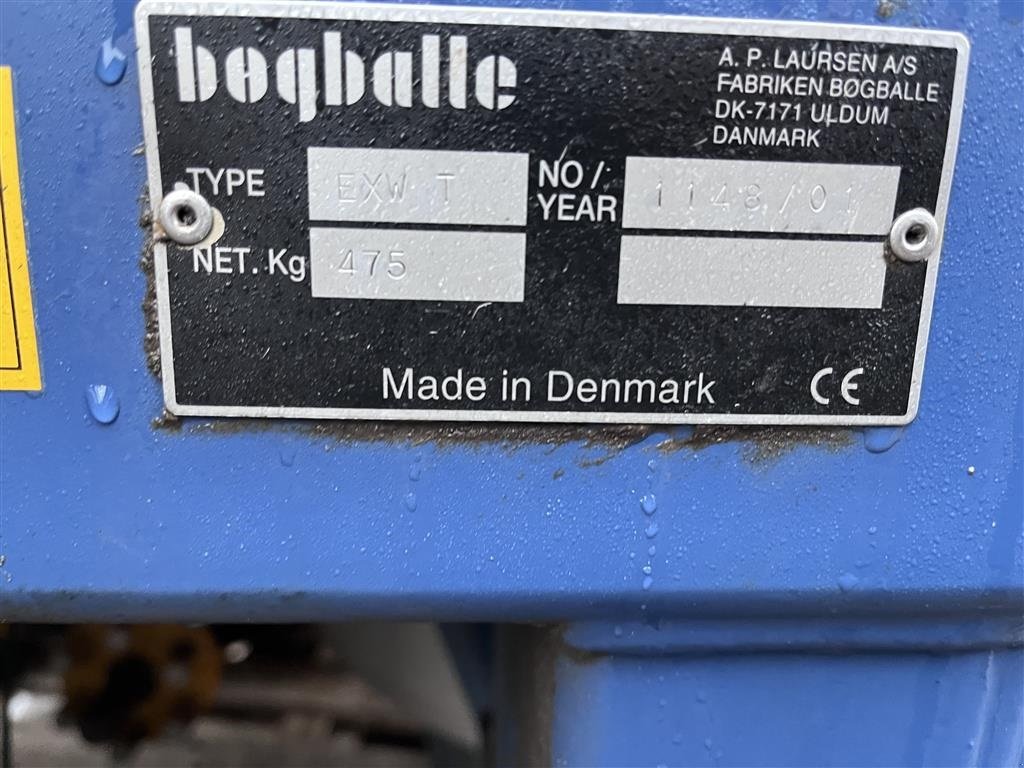 bøgballe
A. P. LAURSEN A/S
FABRIKEN BØGBALLE
DK-7171 ULDUM
DANMARK
TYPE EXW T
NO / YEAR 1148/01
NET. Kg 475
Made in Denmark CE